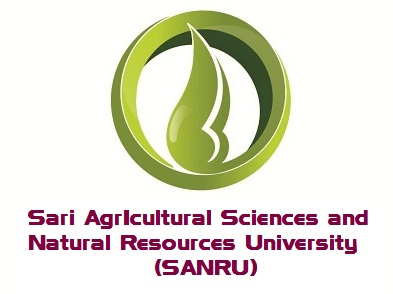 Sari AgrIcultural Sciences and
Natural Resources University
(SANRU)